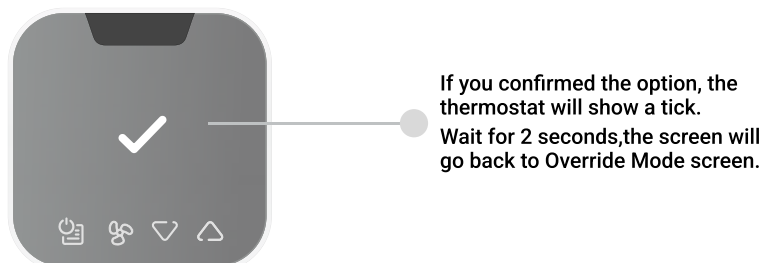 If you confirmed the option, the
thermostat will show a tick.
Wait for 2 seconds,the screen will
go back to Override Mode screen.